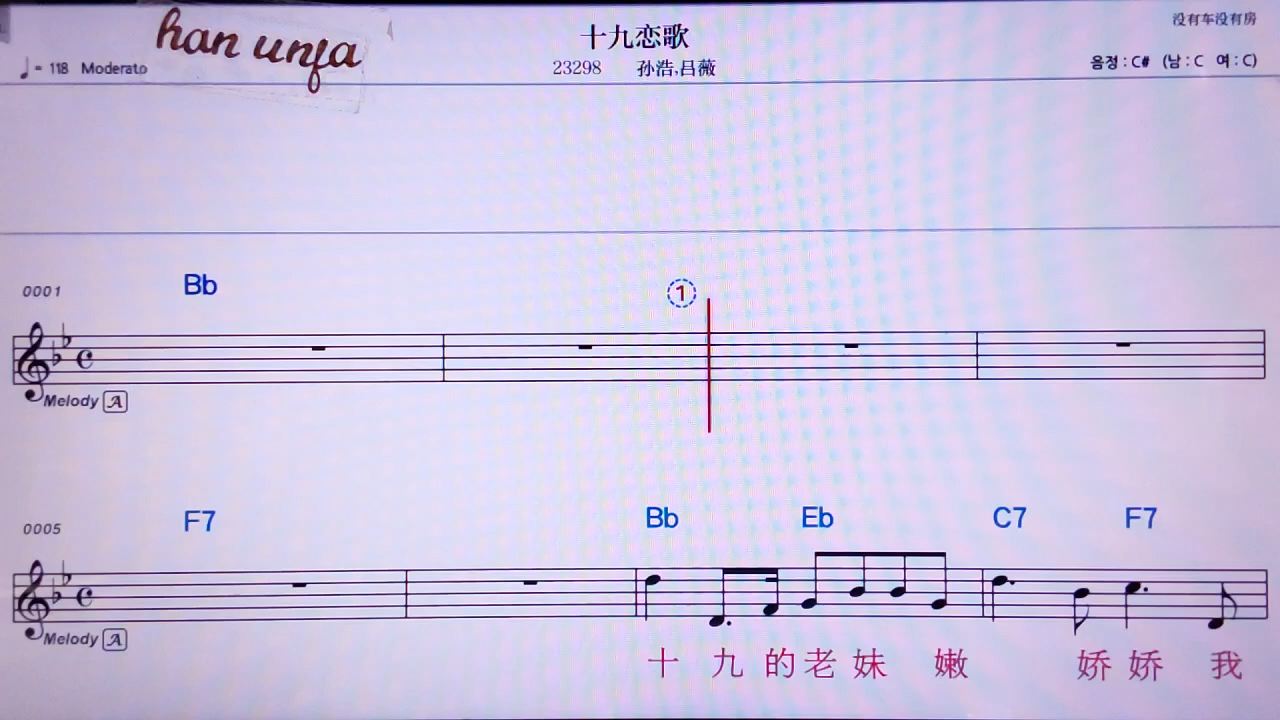 han unfa
十九恋歌
没有车没有房
♩= 118 Moderato
23298 孙浩,吕薇
음정 : C# (남 : C 여 : C)
0001 Bb ①
Melody A
0005 F7 Bb Eb C7 F7
Melody A
十 九 的 老 妹 嫩 娇 娇 我